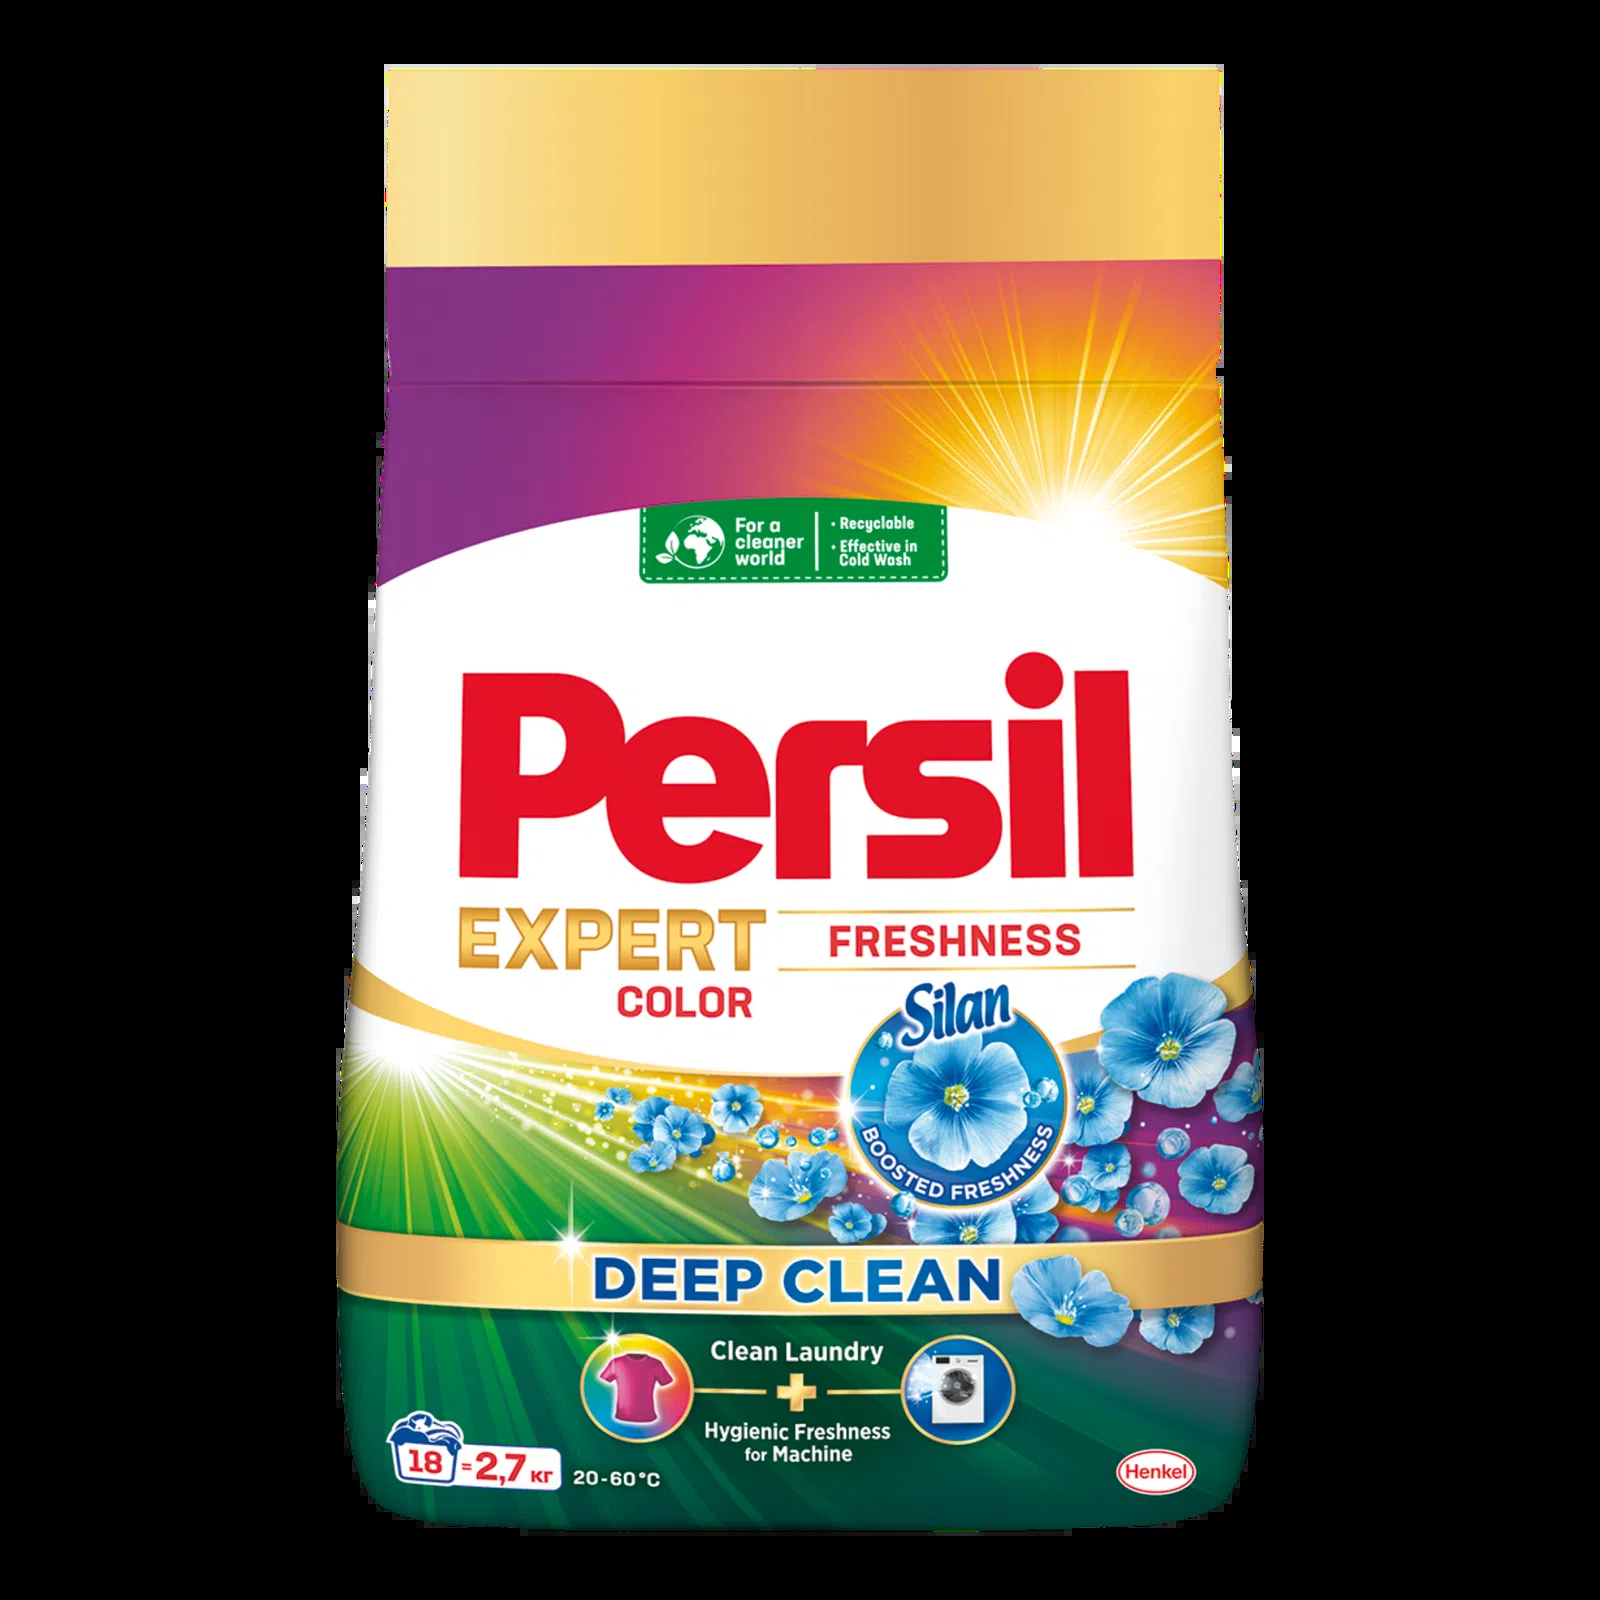 For a
cleaner
world
• Recyclable
• Effective in
Cold Wash
Persil
EXPERT
FRESHNESS
COLOR
Silan
BOOSTED FRESHNESS
DEEP CLEAN
Clean Laundry
Hygienic Freshness
for Machine
18 = 2,7 кг
20-60°C
Henkel